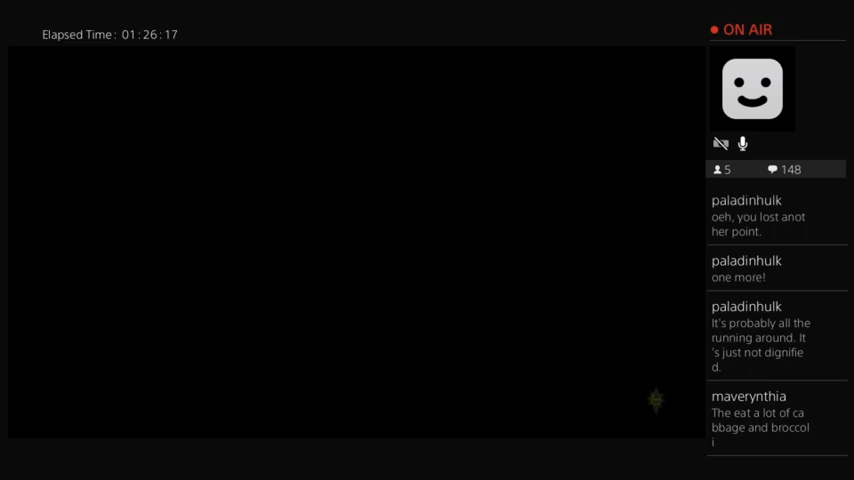 Elapsed Time: 01:26:17
ON AIR
5 148
paladinhulk
oeh, you lost anot
her point.
paladinhulk
one more!
paladinhulk
It's probably all the
running around. It
's just not dignifie
d.
maverynthia
The eat a lot of ca
bbage and broccol
i